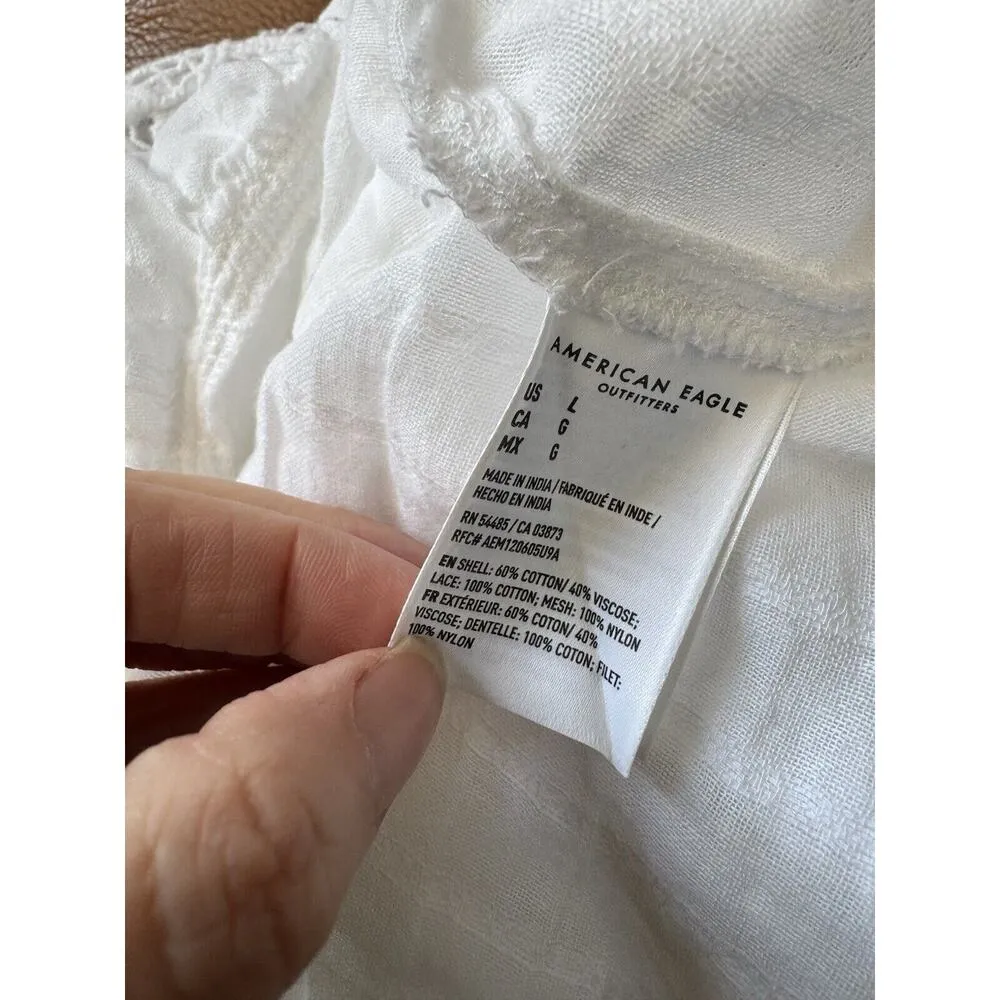 AMERICAN EAGLE
OUTFITTERS
US L
CA G
MX G
MADE IN INDIA / FABRIQUÉ EN INDE /
HECHO EN INDIA
RN 54485 / CA 03873
RFC# AEM120605U9A
EN SHELL: 60% COTTON/ 40% VISCOSE;
LACE: 100% COTTON; MESH: 100% NYLON
FR EXTÉRIEUR: 60% COTON/ 40%
VISCOSE; DENTELLE: 100% COTON; FILET:
100% NYLON